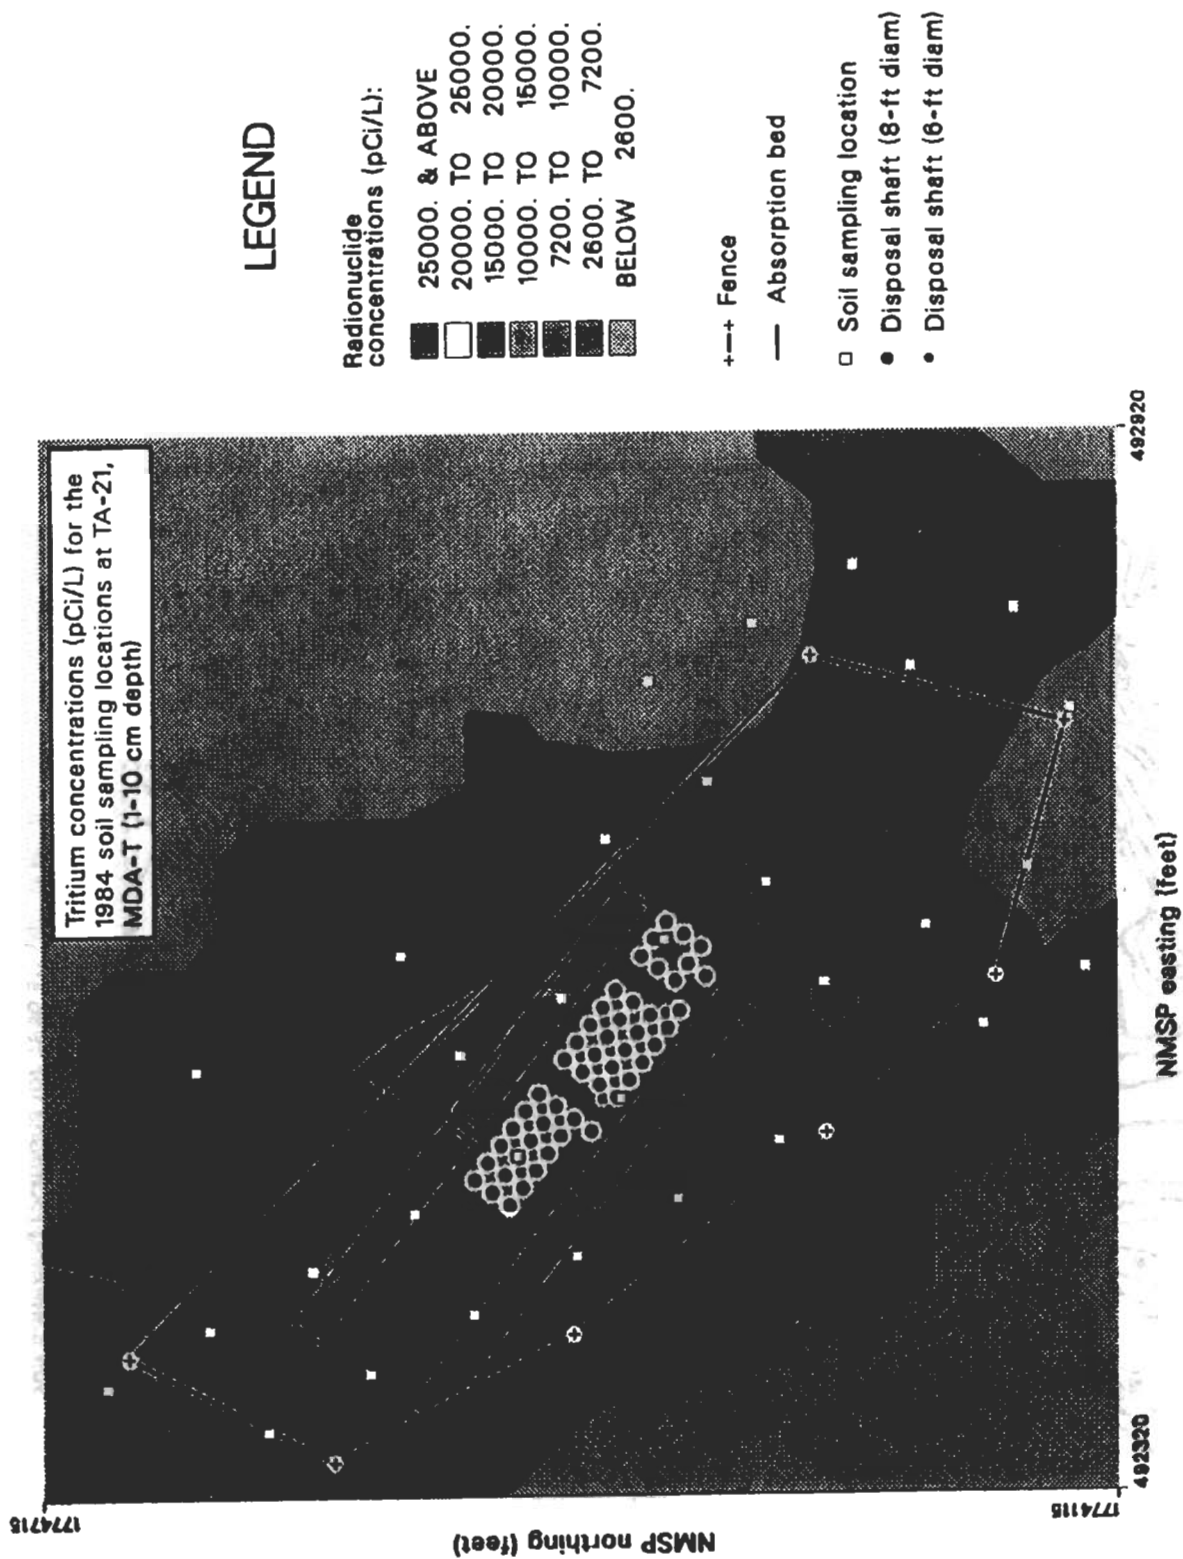 Tritium concentrations (pCi/L) for the
1984 soil sampling locations at TA-21,
MDA-T (1-10 cm depth)
LEGEND
Radionuclide
concentrations (pCi/L):
25000. & ABOVE
20000. TO 25000.
15000. TO 20000.
10000. TO 15000.
7200. TO 10000.
2600. TO 7200.
BELOW 2600.
+—+ Fence
— Absorption bed
Soil sampling location
Disposal shaft (8-ft diam)
Disposal shaft (6-ft diam)
1774715
NMSP northing (feet)
1774115
492320
NMSP easting (feet)
492920